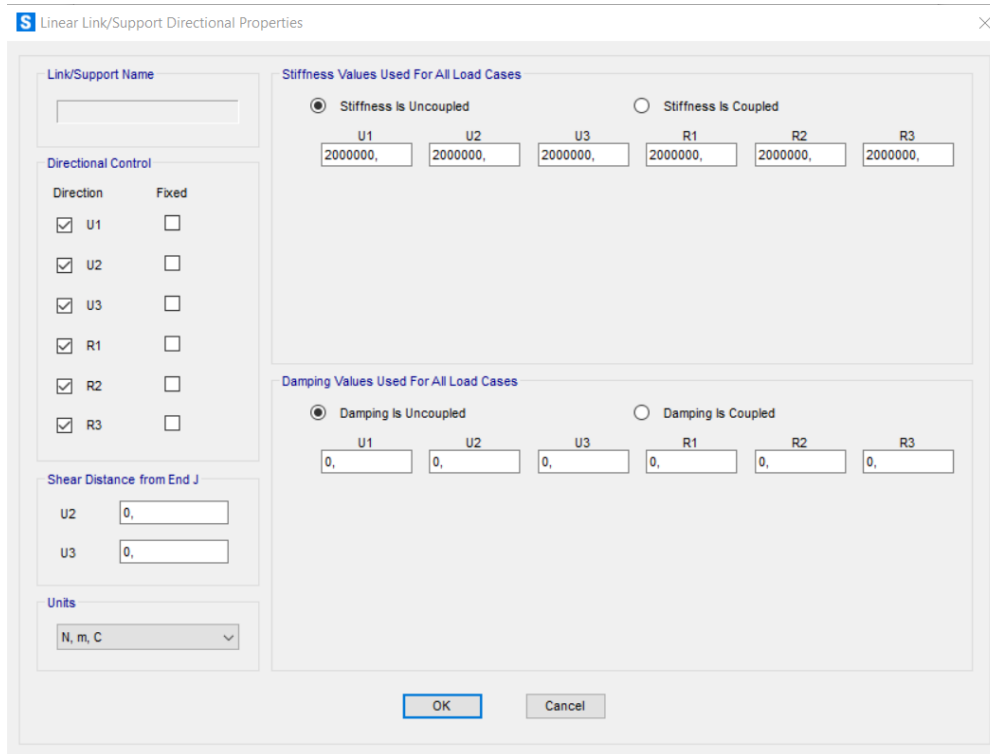 S Linear Link/Support Directional Properties
Link/Support Name
Directional Control
Direction Fixed
U1
U2
U3
R1
R2
R3
Shear Distance from End J
U2 0,
U3 0,
Units
N, m, C
Stiffness Values Used For All Load Cases
Stiffness Is Uncoupled Stiffness Is Coupled
U1 U2 U3 R1 R2 R3
2000000, 2000000, 2000000, 2000000, 2000000, 2000000,
Damping Values Used For All Load Cases
Damping Is Uncoupled Damping Is Coupled
U1 U2 U3 R1 R2 R3
0, 0, 0, 0, 0, 0,
OK Cancel